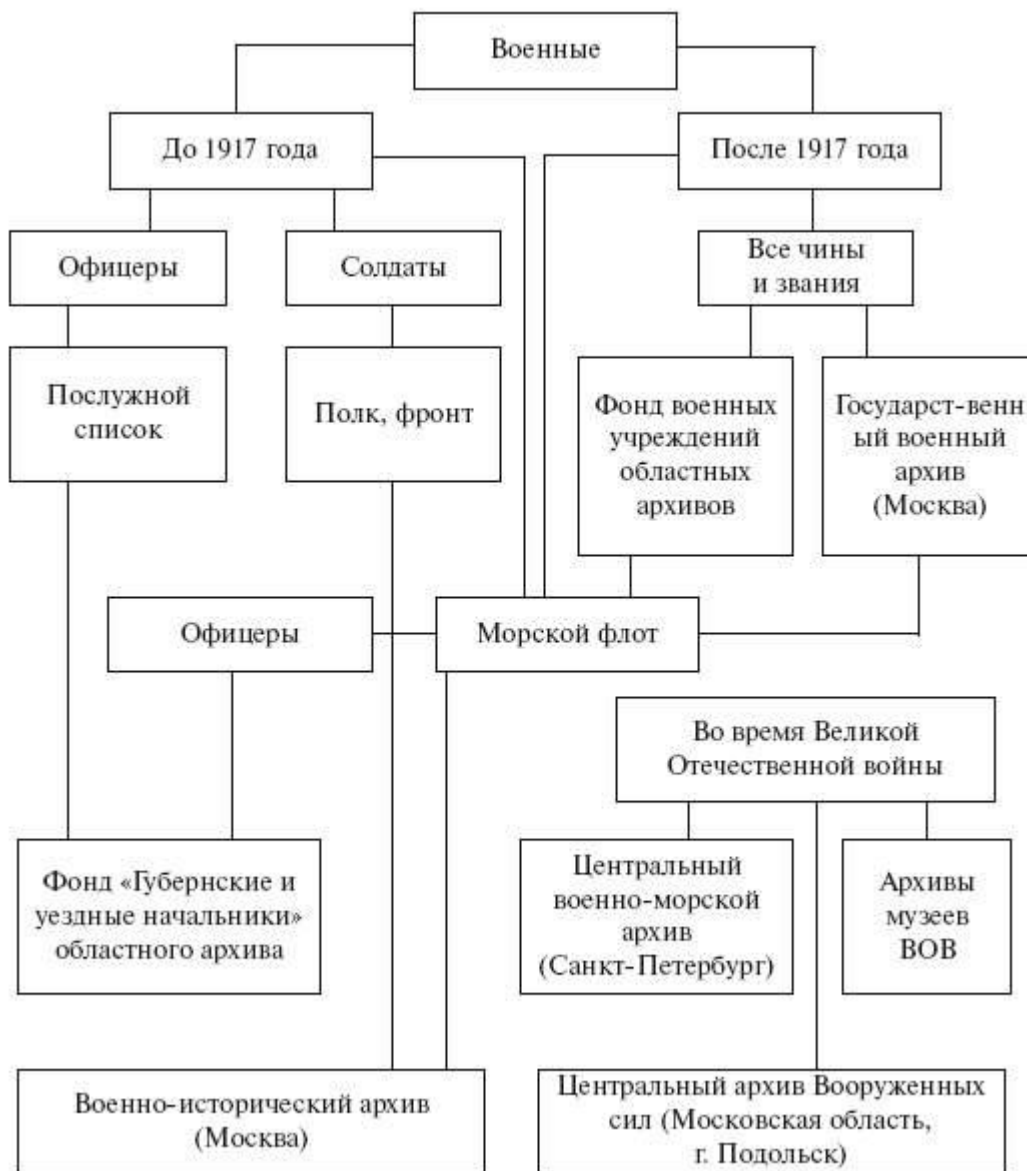 Военные
До 1917 года
После 1917 года
Офицеры
Солдаты
Все чины
и звания
Послужной
список
Полк, фронт
Фонд военных
учреждений
областных
архивов
Государст-венн
ый военный
архив
(Москва)
Офицеры
Морской флот
Во время Великой
Отечественной войны
Фонд «Губернские и
уездные начальники»
областного архива
Центральный
военно-морской
архив
(Санкт-Петербург)
Архивы
музеев
ВОВ
Военно-исторический архив
(Москва)
Центральный архив Вооруженных
сил (Московская область,
г. Подольск)